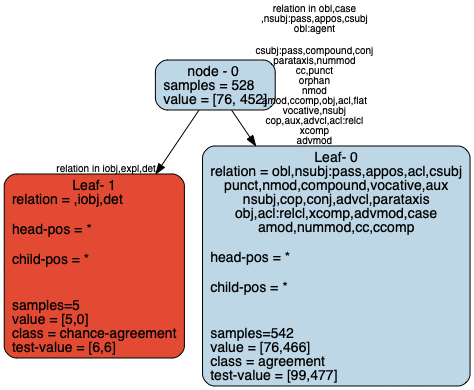 relation in obl,case
,nsubj:pass,appos,csubj
obl:agent
csubj:pass,compound,conj
parataxis,nummod
cc,punct
orphan
nmod
amod,ccomp,obj,acl,flat
vocative,nsubj
cop,aux,advcl,acl:relcl
xcomp
advmod
node - 0
samples = 528
value = [76, 452]
relation in iobj,expl,det
Leaf- 1
relation = ,iobj,det
head-pos = *
child-pos = *
samples=5
value = [5,0]
class = chance-agreement
test-value = [6,6]
Leaf- 0
relation = obl,nsubj:pass,appos,acl,csubj
punct,nmod,compound,vocative,aux
nsubj,cop,conj,advcl,parataxis
obj,acl:relcl,xcomp,advmod,case
amod,nummod,cc,ccomp
head-pos = *
child-pos = *
samples=542
value = [76,466]
class = agreement
test-value = [99,477]